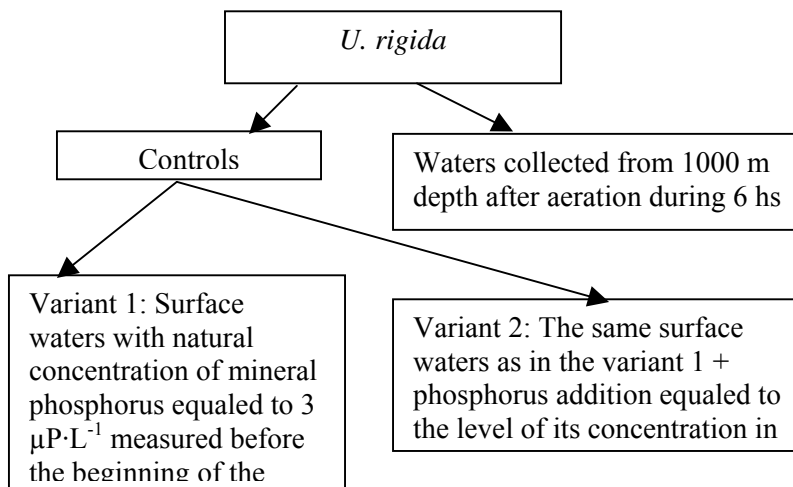 U. rigida
Controls
Waters collected from 1000 m
depth after aeration during 6 hs
Variant 1: Surface
waters with natural
concentration of mineral
phosphorus equaled to 3
µP·L⁻¹ measured before
the beginning of the
Variant 2: The same surface
waters as in the variant 1 +
phosphorus addition equaled to
the level of its concentration in